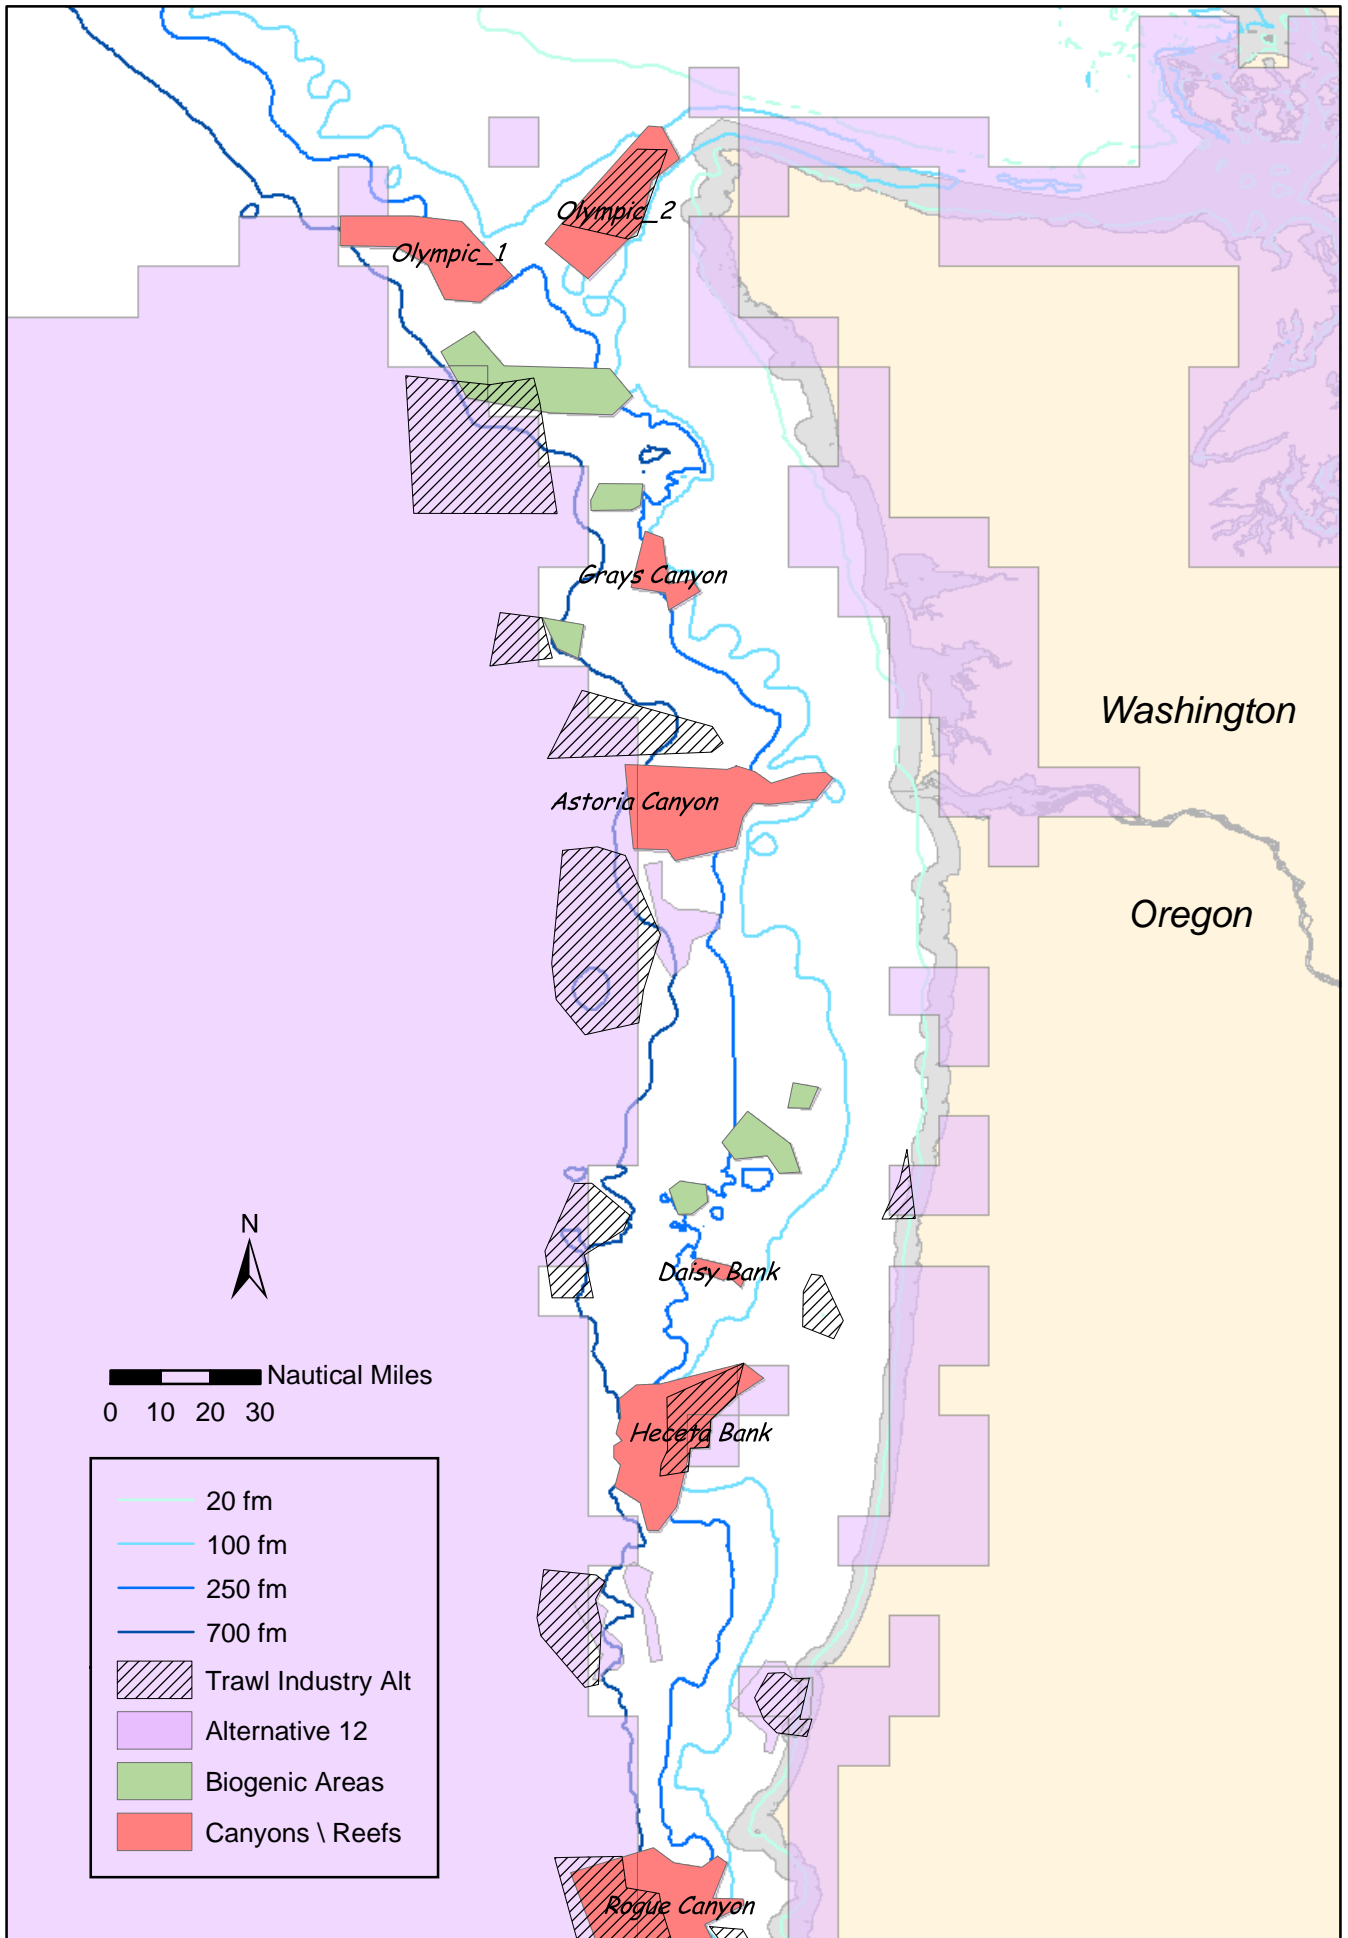 Olympic_2
Olympic_1
Grays Canyon
Washington
Astoria Canyon
Oregon
N
Daisy Bank
Nautical Miles
0 10 20 30
Heceta Bank
20 fm
100 fm
250 fm
700 fm
Trawl Industry Alt
Alternative 12
Biogenic Areas
Canyons \ Reefs
Rogue Canyon